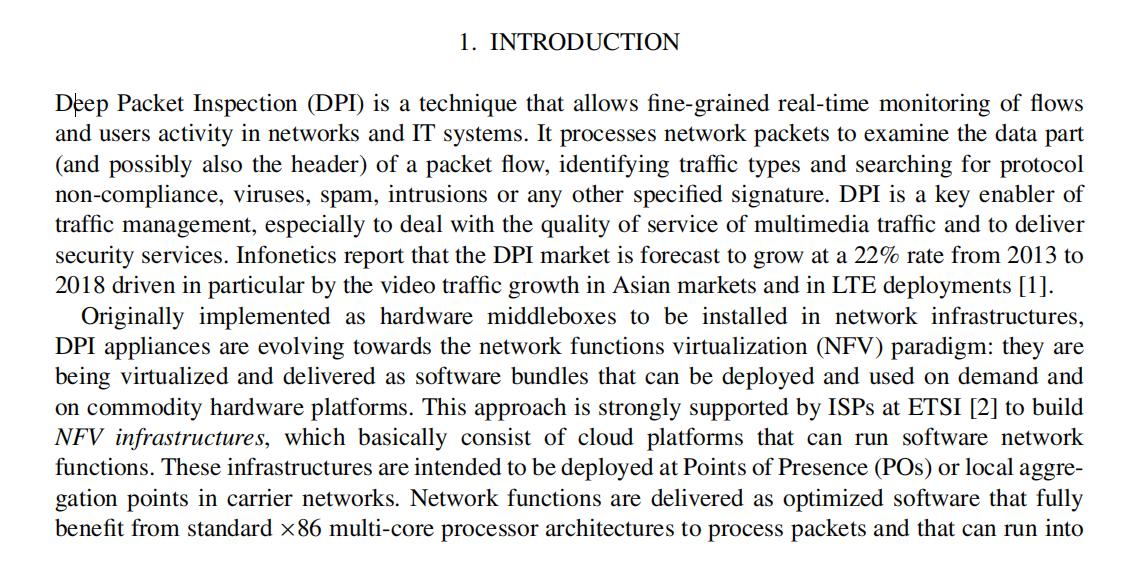 1. INTRODUCTION
Deep Packet Inspection (DPI) is a technique that allows fine-grained real-time monitoring of flows
and users activity in networks and IT systems. It processes network packets to examine the data part
(and possibly also the header) of a packet flow, identifying traffic types and searching for protocol
non-compliance, viruses, spam, intrusions or any other specified signature. DPI is a key enabler of
traffic management, especially to deal with the quality of service of multimedia traffic and to deliver
security services. Infonetics report that the DPI market is forecast to grow at a 22% rate from 2013 to
2018 driven in particular by the video traffic growth in Asian markets and in LTE deployments [1].
Originally implemented as hardware middleboxes to be installed in network infrastructures,
DPI appliances are evolving towards the network functions virtualization (NFV) paradigm: they are
being virtualized and delivered as software bundles that can be deployed and used on demand and
on commodity hardware platforms. This approach is strongly supported by ISPs at ETSI [2] to build
NFV infrastructures, which basically consist of cloud platforms that can run software network
functions. These infrastructures are intended to be deployed at Points of Presence (POs) or local aggre-
gation points in carrier networks. Network functions are delivered as optimized software that fully
benefit from standard ×86 multi-core processor architectures to process packets and that can run into